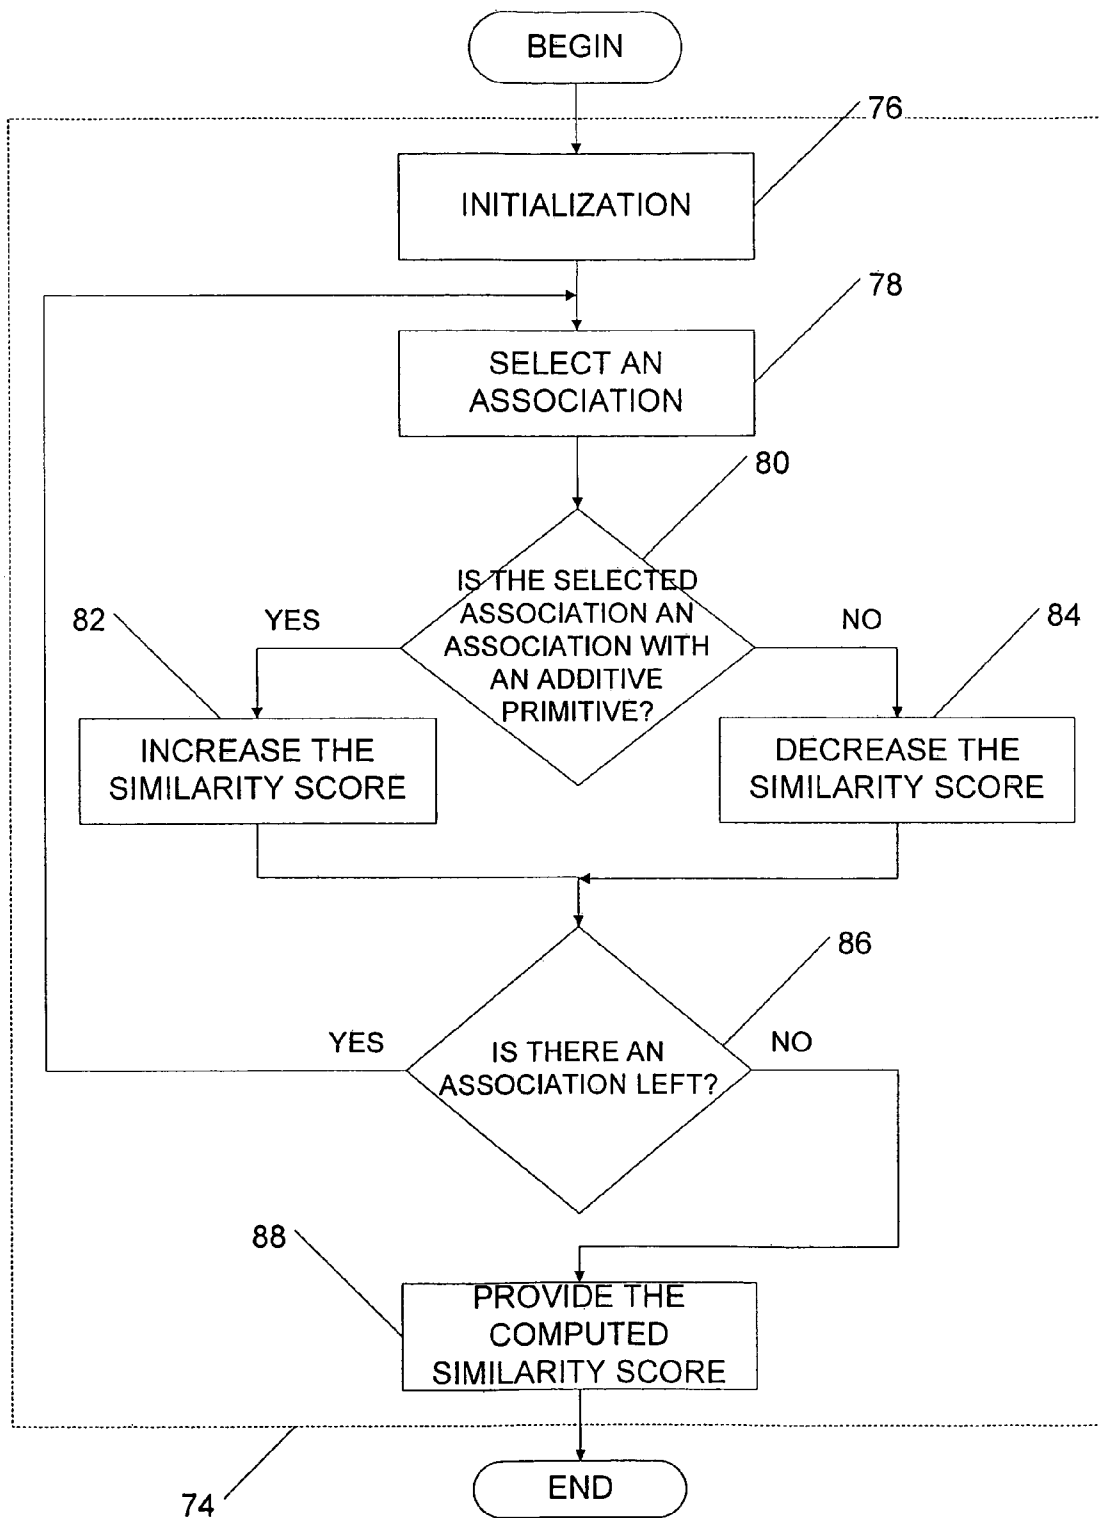 BEGIN
76
INITIALIZATION
78
SELECT AN
ASSOCIATION
80
IS THE SELECTED
ASSOCIATION AN
ASSOCIATION WITH
AN ADDITIVE
PRIMITIVE?
82
YES
NO
84
INCREASE THE
SIMILARITY SCORE
DECREASE THE
SIMILARITY SCORE
86
YES
NO
IS THERE AN
ASSOCIATION LEFT?
88
PROVIDE THE
COMPUTED
SIMILARITY SCORE
END
74